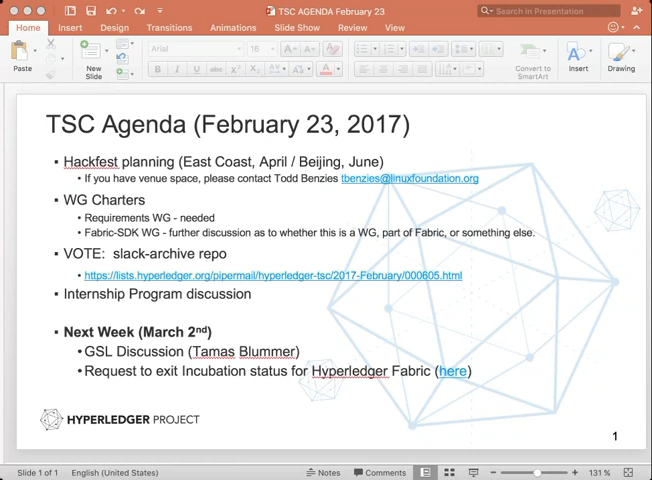 TSC AGENDA February 23
Search in Presentation
Home Insert Design Transitions Animations Slide Show Review View
Arial 16
Paste New Slide Convert to SmartArt Insert Drawing
TSC Agenda (February 23, 2017)
▪ Hackfest planning (East Coast, April / Beijing, June)
• If you have venue space, please contact Todd Benzies tbenzies@linuxfoundation.org
▪ WG Charters
• Requirements WG - needed
• Fabric-SDK WG - further discussion as to whether this is a WG, part of Fabric, or something else.
▪ VOTE: slack-archive repo
• https://lists.hyperledger.org/pipermail/hyperledger-tsc/2017-February/000605.html
▪ Internship Program discussion
▪ Next Week (March 2nd)
• GSL Discussion (Tamas Blummer)
• Request to exit Incubation status for Hyperledger Fabric (here)
HYPERLEDGER PROJECT
1
Slide 1 of 1 English (United States) Notes Comments 131 %